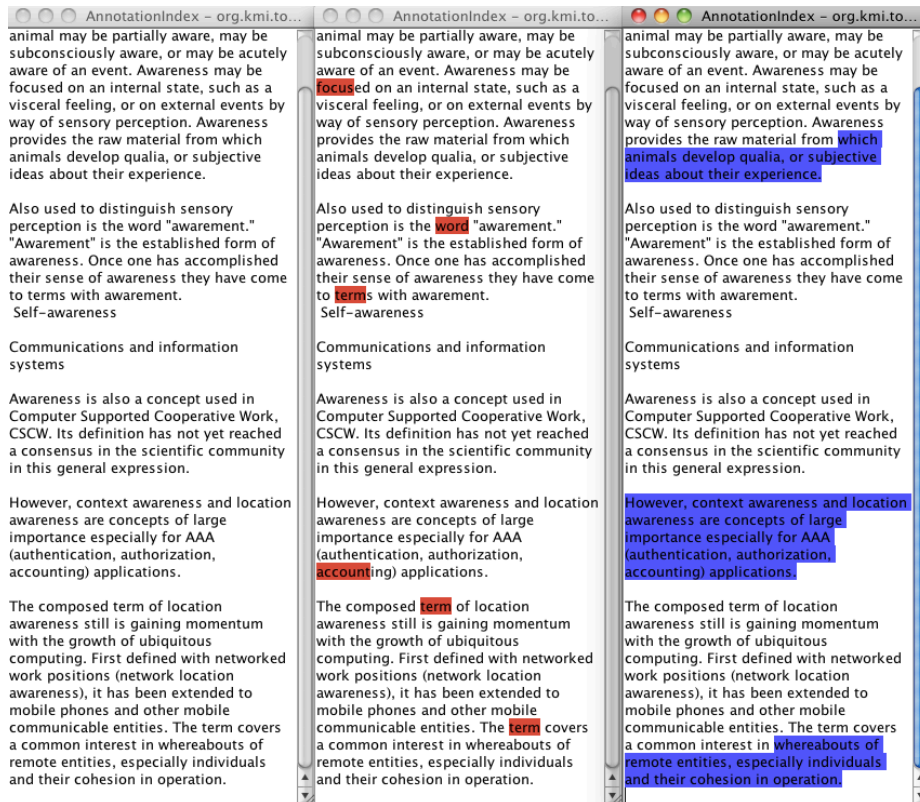 AnnotationIndex – org.kmi.to...
animal may be partially aware, may be
subconsciously aware, or may be acutely
aware of an event. Awareness may be
focused on an internal state, such as a
visceral feeling, or on external events by
way of sensory perception. Awareness
provides the raw material from which
animals develop qualia, or subjective
ideas about their experience.
Also used to distinguish sensory
perception is the word "awarement."
"Awarement" is the established form of
awareness. Once one has accomplished
their sense of awareness they have come
to terms with awarement.
Self-awareness
Communications and information
systems
Awareness is also a concept used in
Computer Supported Cooperative Work,
CSCW. Its definition has not yet reached
a consensus in the scientific community
in this general expression.
However, context awareness and location
awareness are concepts of large
importance especially for AAA
(authentication, authorization,
accounting) applications.
The composed term of location
awareness still is gaining momentum
with the growth of ubiquitous
computing. First defined with networked
work positions (network location
awareness), it has been extended to
mobile phones and other mobile
communicable entities. The term covers
a common interest in whereabouts of
remote entities, especially individuals
and their cohesion in operation.
AnnotationIndex – org.kmi.to...
animal may be partially aware, may be
subconsciously aware, or may be acutely
aware of an event. Awareness may be
focused on an internal state, such as a
visceral feeling, or on external events by
way of sensory perception. Awareness
provides the raw material from which
animals develop qualia, or subjective
ideas about their experience.
Also used to distinguish sensory
perception is the word "awarement."
"Awarement" is the established form of
awareness. Once one has accomplished
their sense of awareness they have come
to terms with awarement.
Self-awareness
Communications and information
systems
Awareness is also a concept used in
Computer Supported Cooperative Work,
CSCW. Its definition has not yet reached
a consensus in the scientific community
in this general expression.
However, context awareness and location
awareness are concepts of large
importance especially for AAA
(authentication, authorization,
accounting) applications.
The composed term of location
awareness still is gaining momentum
with the growth of ubiquitous
computing. First defined with networked
work positions (network location
awareness), it has been extended to
mobile phones and other mobile
communicable entities. The term covers
a common interest in whereabouts of
remote entities, especially individuals
and their cohesion in operation.
AnnotationIndex – org.kmi.to...
animal may be partially aware, may be
subconsciously aware, or may be acutely
aware of an event. Awareness may be
focused on an internal state, such as a
visceral feeling, or on external events by
way of sensory perception. Awareness
provides the raw material from which
animals develop qualia, or subjective
ideas about their experience.
Also used to distinguish sensory
perception is the word "awarement."
"Awarement" is the established form of
awareness. Once one has accomplished
their sense of awareness they have come
to terms with awarement.
Self-awareness
Communications and information
systems
Awareness is also a concept used in
Computer Supported Cooperative Work,
CSCW. Its definition has not yet reached
a consensus in the scientific community
in this general expression.
However, context awareness and location
awareness are concepts of large
importance especially for AAA
(authentication, authorization,
accounting) applications.
The composed term of location
awareness still is gaining momentum
with the growth of ubiquitous
computing. First defined with networked
work positions (network location
awareness), it has been extended to
mobile phones and other mobile
communicable entities. The term covers
a common interest in whereabouts of
remote entities, especially individuals
and their cohesion in operation.